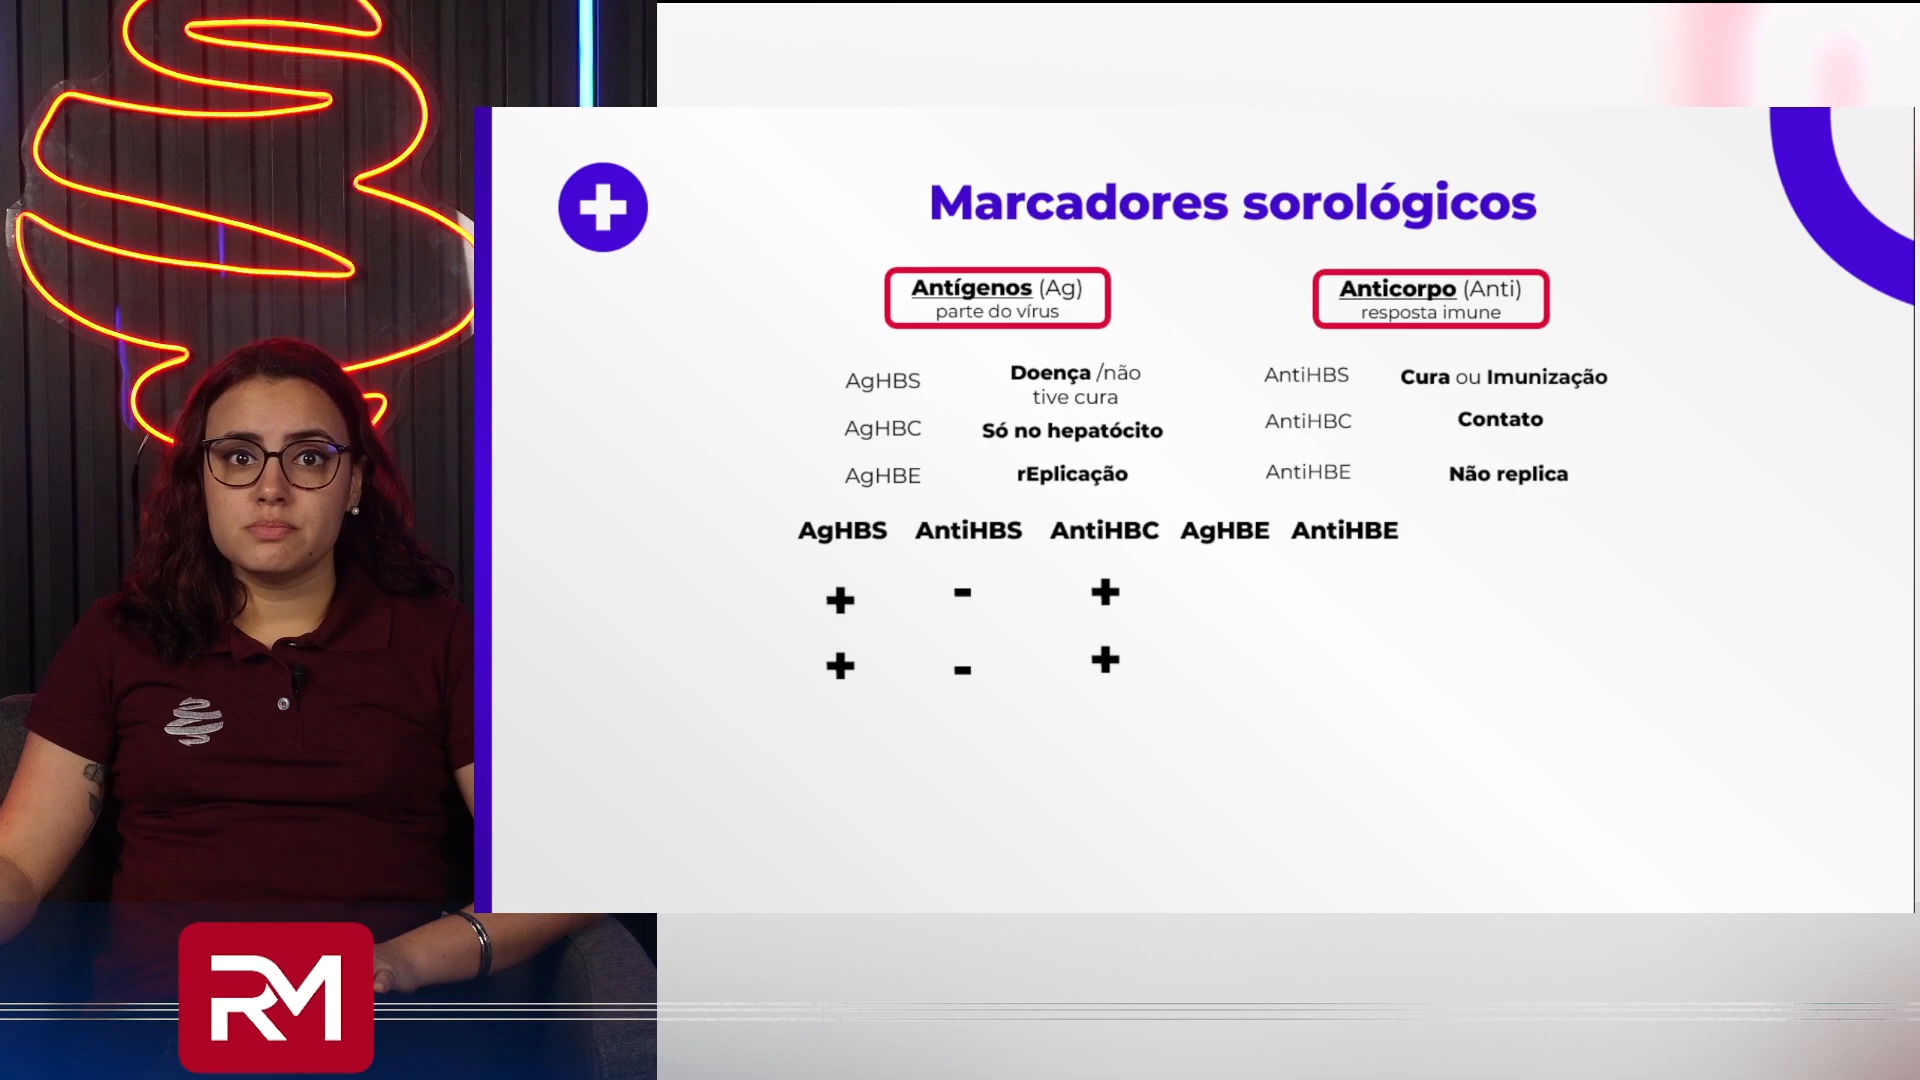 Marcadores sorológicos
Antígenos (Ag)
parte do vírus
Anticorpo (Anti)
resposta imune
AgHBS Doença /não
tive cura
AntiHBS Cura ou Imunização
AgHBC Só no hepatócito
AntiHBC Contato
AgHBE rEplicação
AntiHBE Não replica
AgHBS AntiHBS AntiHBC AgHBE AntiHBE
+ - +
+ - +
RM